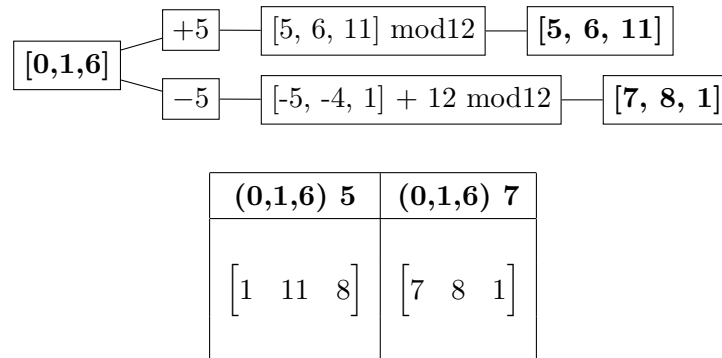 +5 [5, 6, 11] mod12 [5, 6, 11]
[0,1,6]
−5 [-5, -4, 1] + 12 mod12 [7, 8, 1]
(0,1,6) 5 (0,1,6) 7
[1 11 8] [7 8 1]